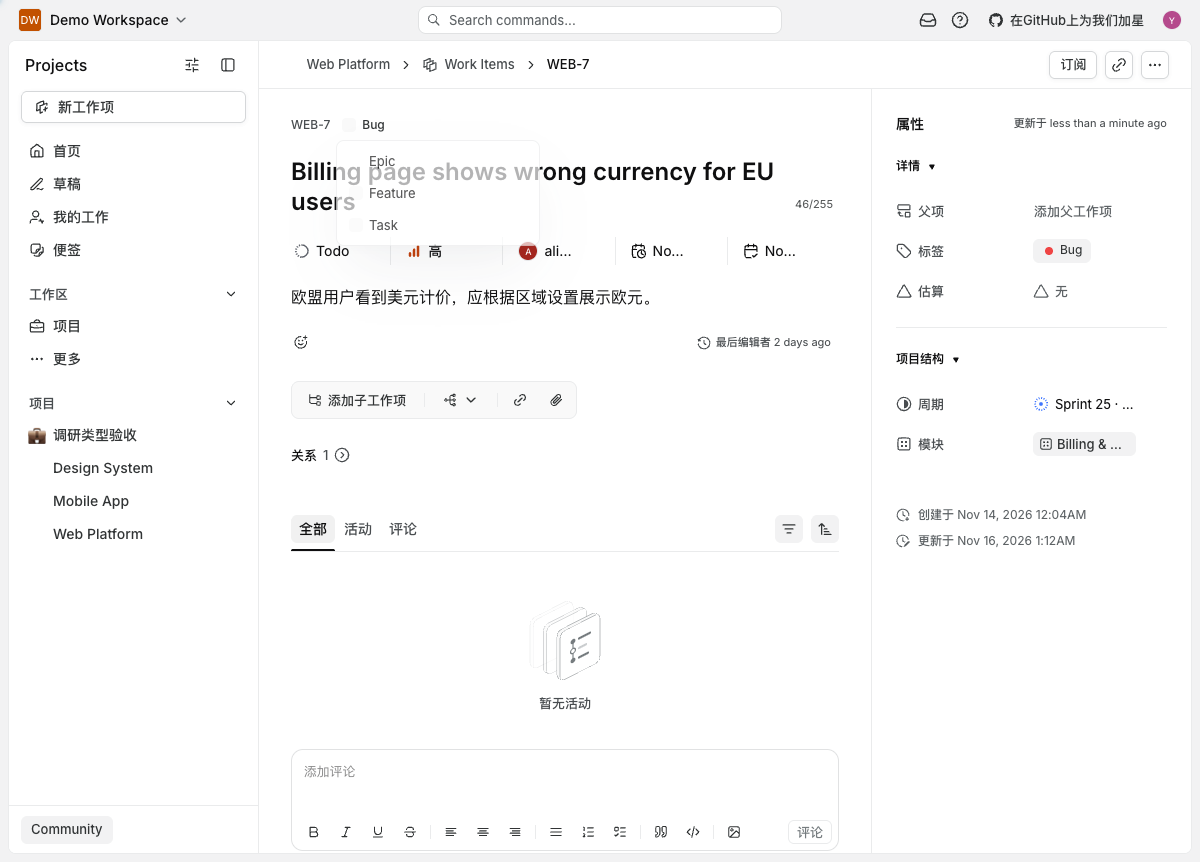 DW Demo Workspace
Search commands...
在GitHub上为我们加星
Y
Projects
新工作项
首页
草稿
我的工作
便签
工作区
项目
更多
项目
调研类型验收
Design System
Mobile App
Web Platform
Community
Web Platform
Work Items
WEB-7
订阅
WEB-7
Bug
Billing page shows wrong currency for EU
users
46/255
Epic
Feature
Task
Todo
高
A ali...
No...
No...
欧盟用户看到美元计价，应根据区域设置展示欧元。
最后编辑者 2 days ago
添加子工作项
关系 1
全部
活动
评论
暂无活动
添加评论
评论
属性
更新于 less than a minute ago
详情
父项
添加父工作项
标签
Bug
估算
无
项目结构
周期
Sprint 25 · ...
模块
Billing & ...
创建于 Nov 14, 2026 12:04AM
更新于 Nov 16, 2026 1:12AM